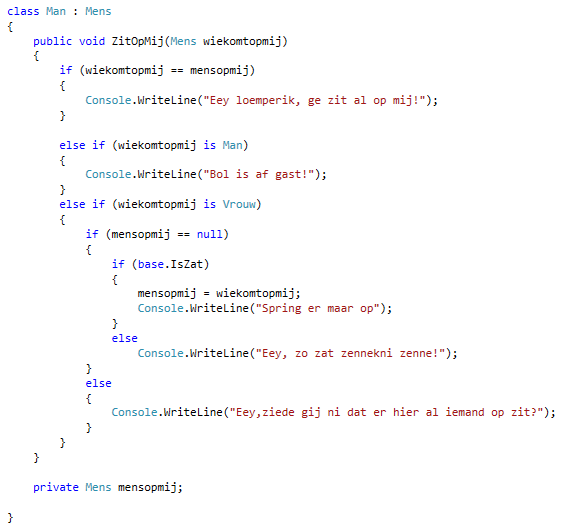 class Man : Mens
{
    public void ZitOpMij(Mens wiekomtopmij)
    {
        if (wiekomtopmij == mensopmij)
        {
            Console.WriteLine("Eey loemperik, ge zit al op mij!");
        }

        else if (wiekomtopmij is Man)
        {
            Console.WriteLine("Bol is af gast!");
        }
        else if (wiekomtopmij is Vrouw)
        {
            if (mensopmij == null)
            {
                if (base.IsZat)
                {
                    mensopmij = wiekomtopmij;
                    Console.WriteLine("Spring er maar op");
                }
                else
                    Console.WriteLine("Eey, zo zat zennekni zenne!");
            }
            else
            {
                Console.WriteLine("Eey,ziede gij ni dat er hier al iemand op zit?");
            }
        }
    }

    private Mens mensopmij;

}